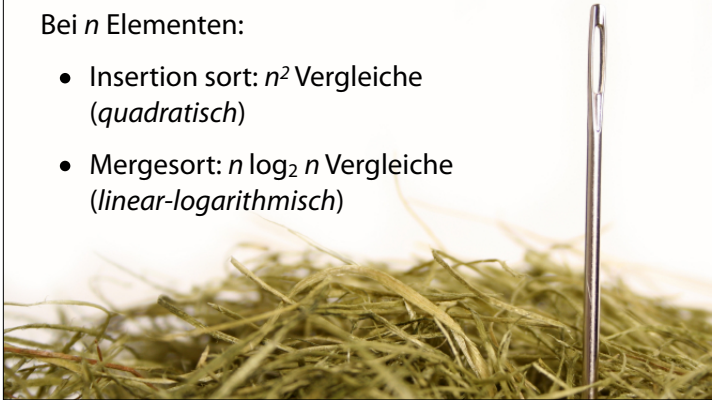 Bei n Elementen:
• Insertion sort: n² Vergleiche
(quadratisch)
• Mergesort: n log₂ n Vergleiche
(linear-logarithmisch)